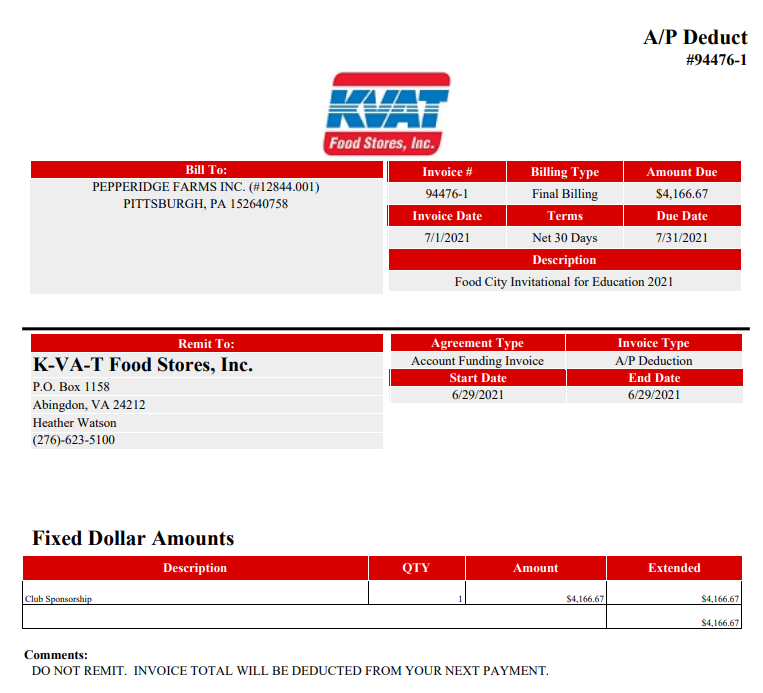 A/P Deduct
#94476-1
KVAT
Food Stores, Inc.
Bill To:
PEPPERIDGE FARMS INC. (#12844.001)
PITTSBURGH, PA 152640758
Invoice # Billing Type Amount Due
94476-1 Final Billing $4,166.67
Invoice Date Terms Due Date
7/1/2021 Net 30 Days 7/31/2021
Description
Food City Invitational for Education 2021
Remit To:
K-VA-T Food Stores, Inc.
P.O. Box 1158
Abingdon, VA 24212
Heather Watson
(276)-623-5100
Agreement Type Invoice Type
Account Funding Invoice A/P Deduction
Start Date End Date
6/29/2021 6/29/2021
Fixed Dollar Amounts
Description QTY Amount Extended
Club Sponsorship 1 $4,166.67 $4,166.67
$4,166.67
Comments:
DO NOT REMIT. INVOICE TOTAL WILL BE DEDUCTED FROM YOUR NEXT PAYMENT.